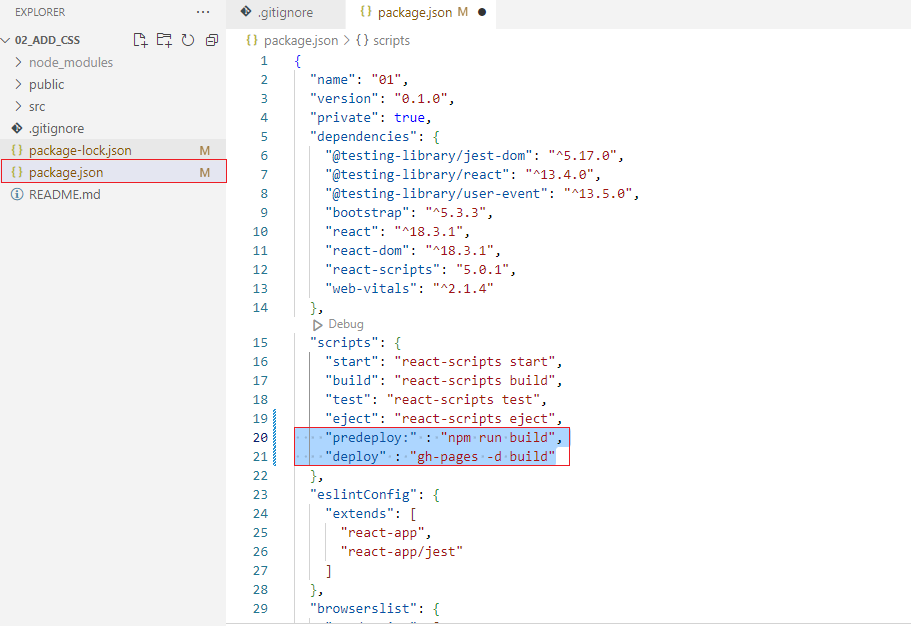 EXPLORER
...
02_ADD_CSS
node_modules
public
src
.gitignore
package-lock.json M
package.json M
README.md
.gitignore
{} package.json M
{} package.json > {} scripts
1 {
2 "name": "01",
3 "version": "0.1.0",
4 "private": true,
5 "dependencies": {
6 "@testing-library/jest-dom": "^5.17.0",
7 "@testing-library/react": "^13.4.0",
8 "@testing-library/user-event": "^13.5.0",
9 "bootstrap": "^5.3.3",
10 "react": "^18.3.1",
11 "react-dom": "^18.3.1",
12 "react-scripts": "5.0.1",
13 "web-vitals": "^2.1.4"
14 },
Debug
15 "scripts": {
16 "start": "react-scripts start",
17 "build": "react-scripts build",
18 "test": "react-scripts test",
19 "eject": "react-scripts eject",
20 "predeploy:" : "npm run build",
21 "deploy" : "gh-pages -d build"
22 },
23 "eslintConfig": {
24 "extends": [
25 "react-app",
26 "react-app/jest"
27 ]
28 },
29 "browserslist": {